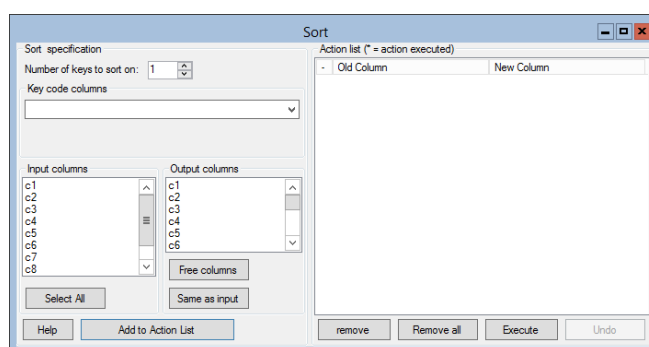 Sort
Sort specification
Number of keys to sort on: 1
Key code columns
Input columns
c1
c2
c3
c4
c5
c6
c7
c8
Select All
Output columns
c1
c2
c3
c4
c5
c6
Free columns
Same as input
Help
Add to Action List
Action list (* = action executed)
- Old Column New Column
remove Remove all Execute Undo